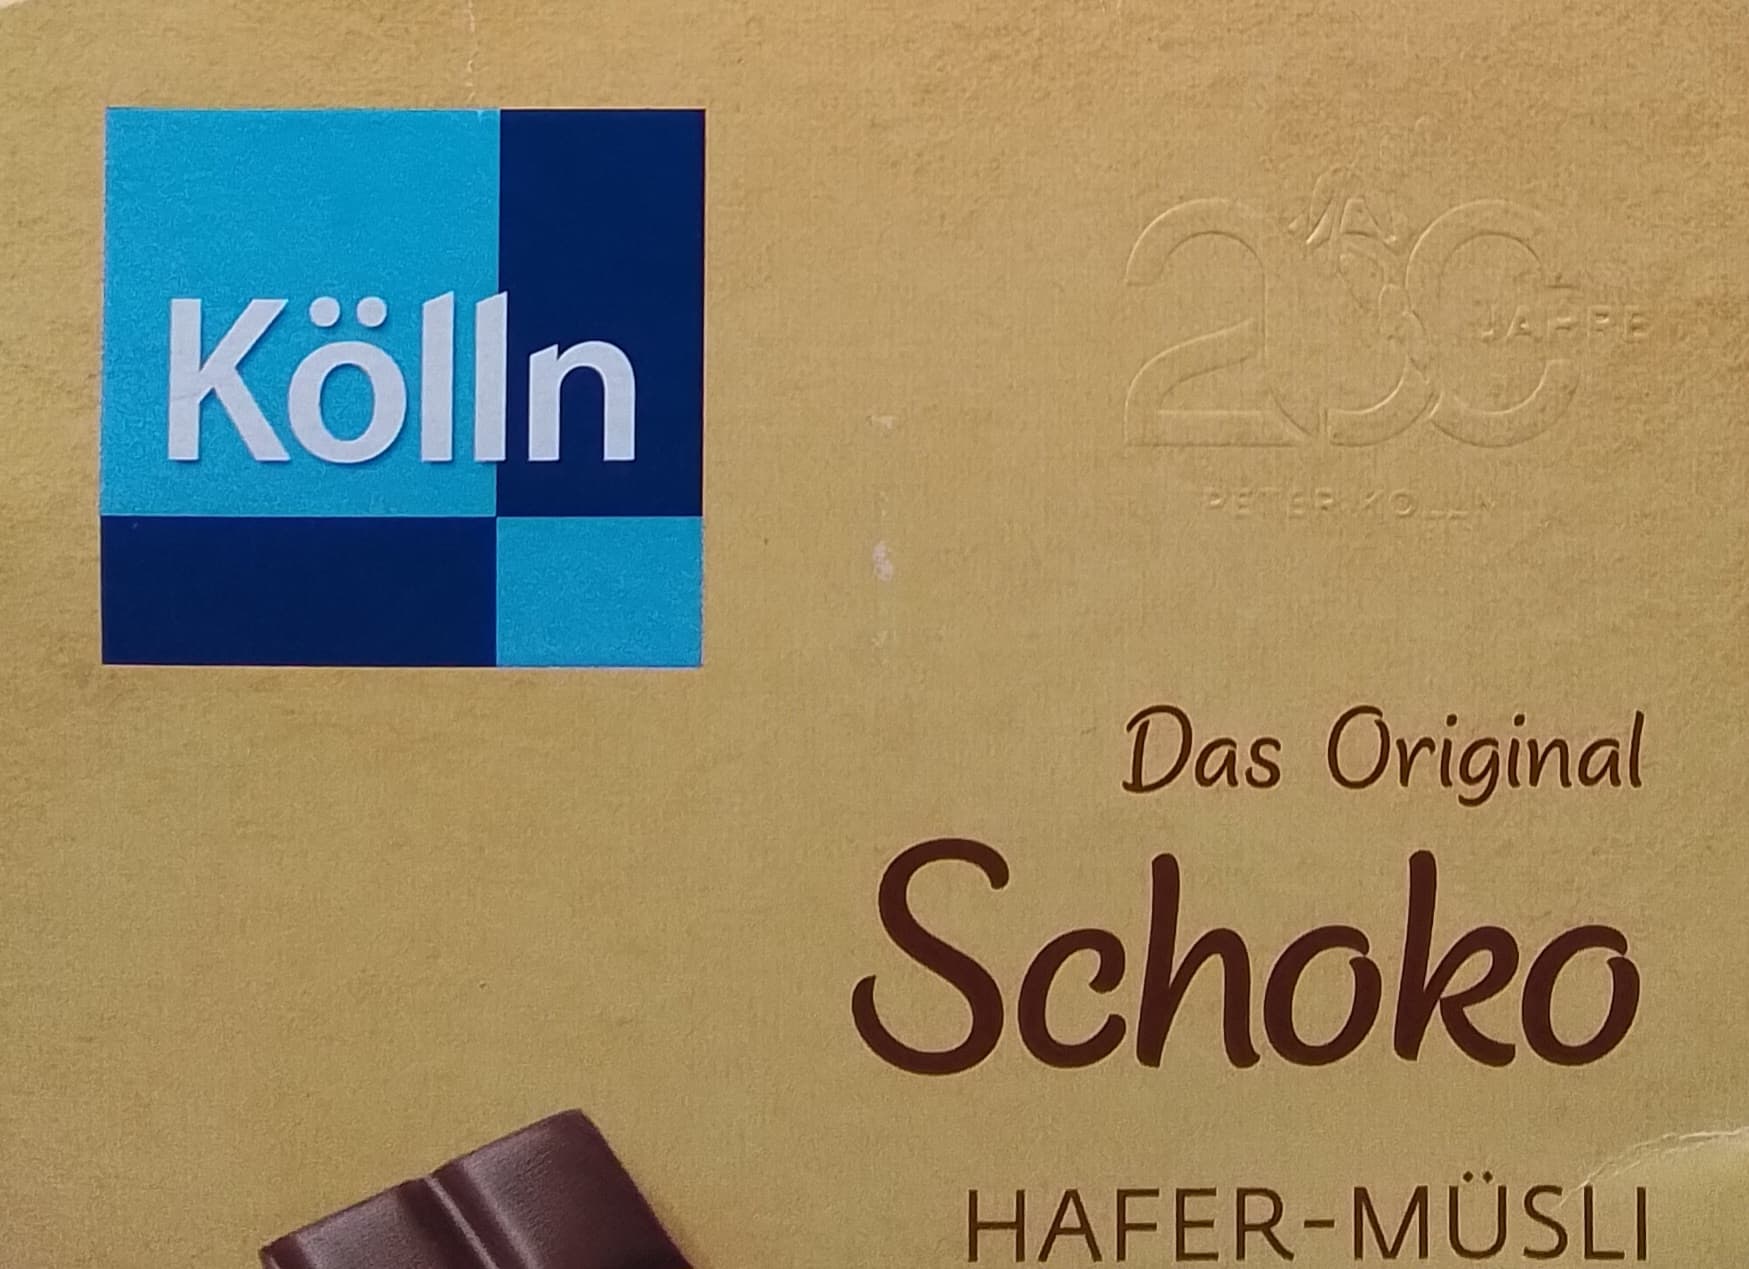 Kölln
200 JAHRE
PETER KÖLLN
Das Original
Schoko
HAFER-MÜSLI